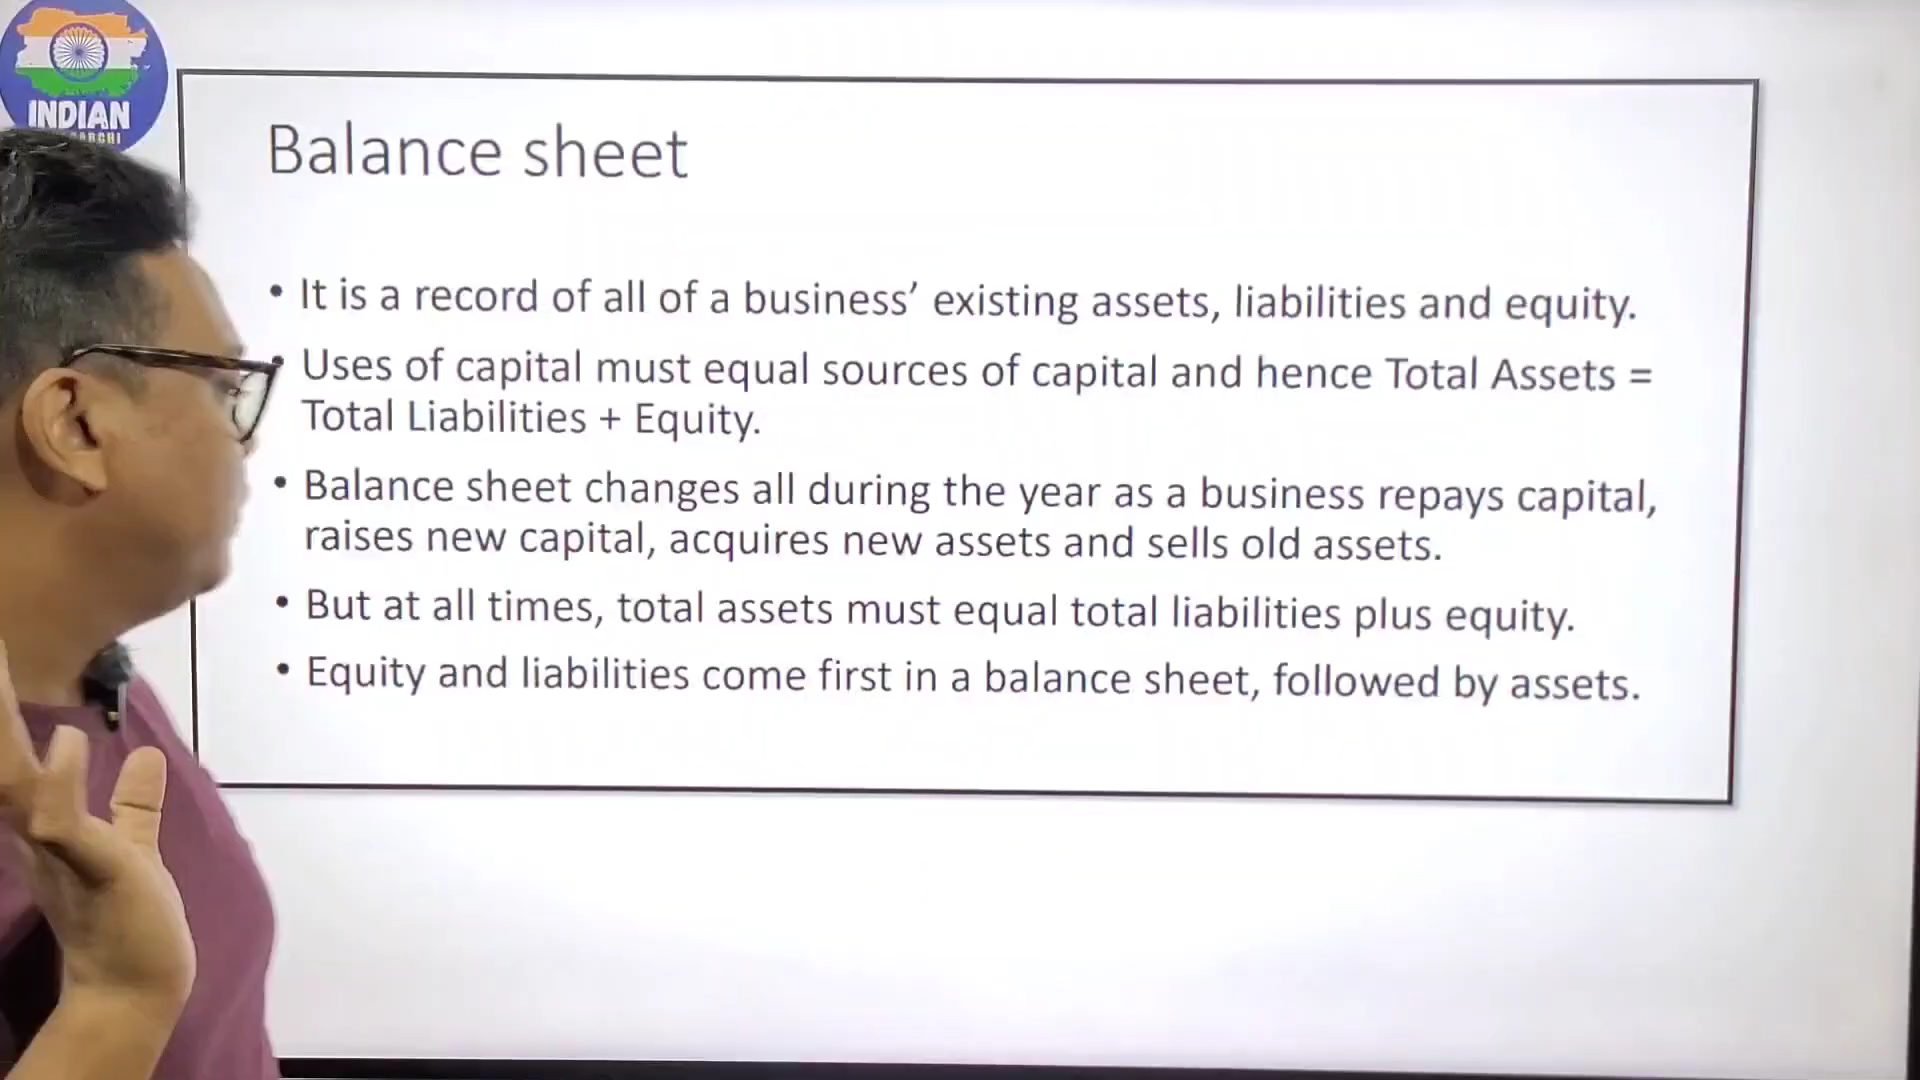 INDIAN
Balance sheet
• It is a record of all of a business’ existing assets, liabilities and equity.
• Uses of capital must equal sources of capital and hence Total Assets =
Total Liabilities + Equity.
• Balance sheet changes all during the year as a business repays capital,
raises new capital, acquires new assets and sells old assets.
• But at all times, total assets must equal total liabilities plus equity.
• Equity and liabilities come first in a balance sheet, followed by assets.